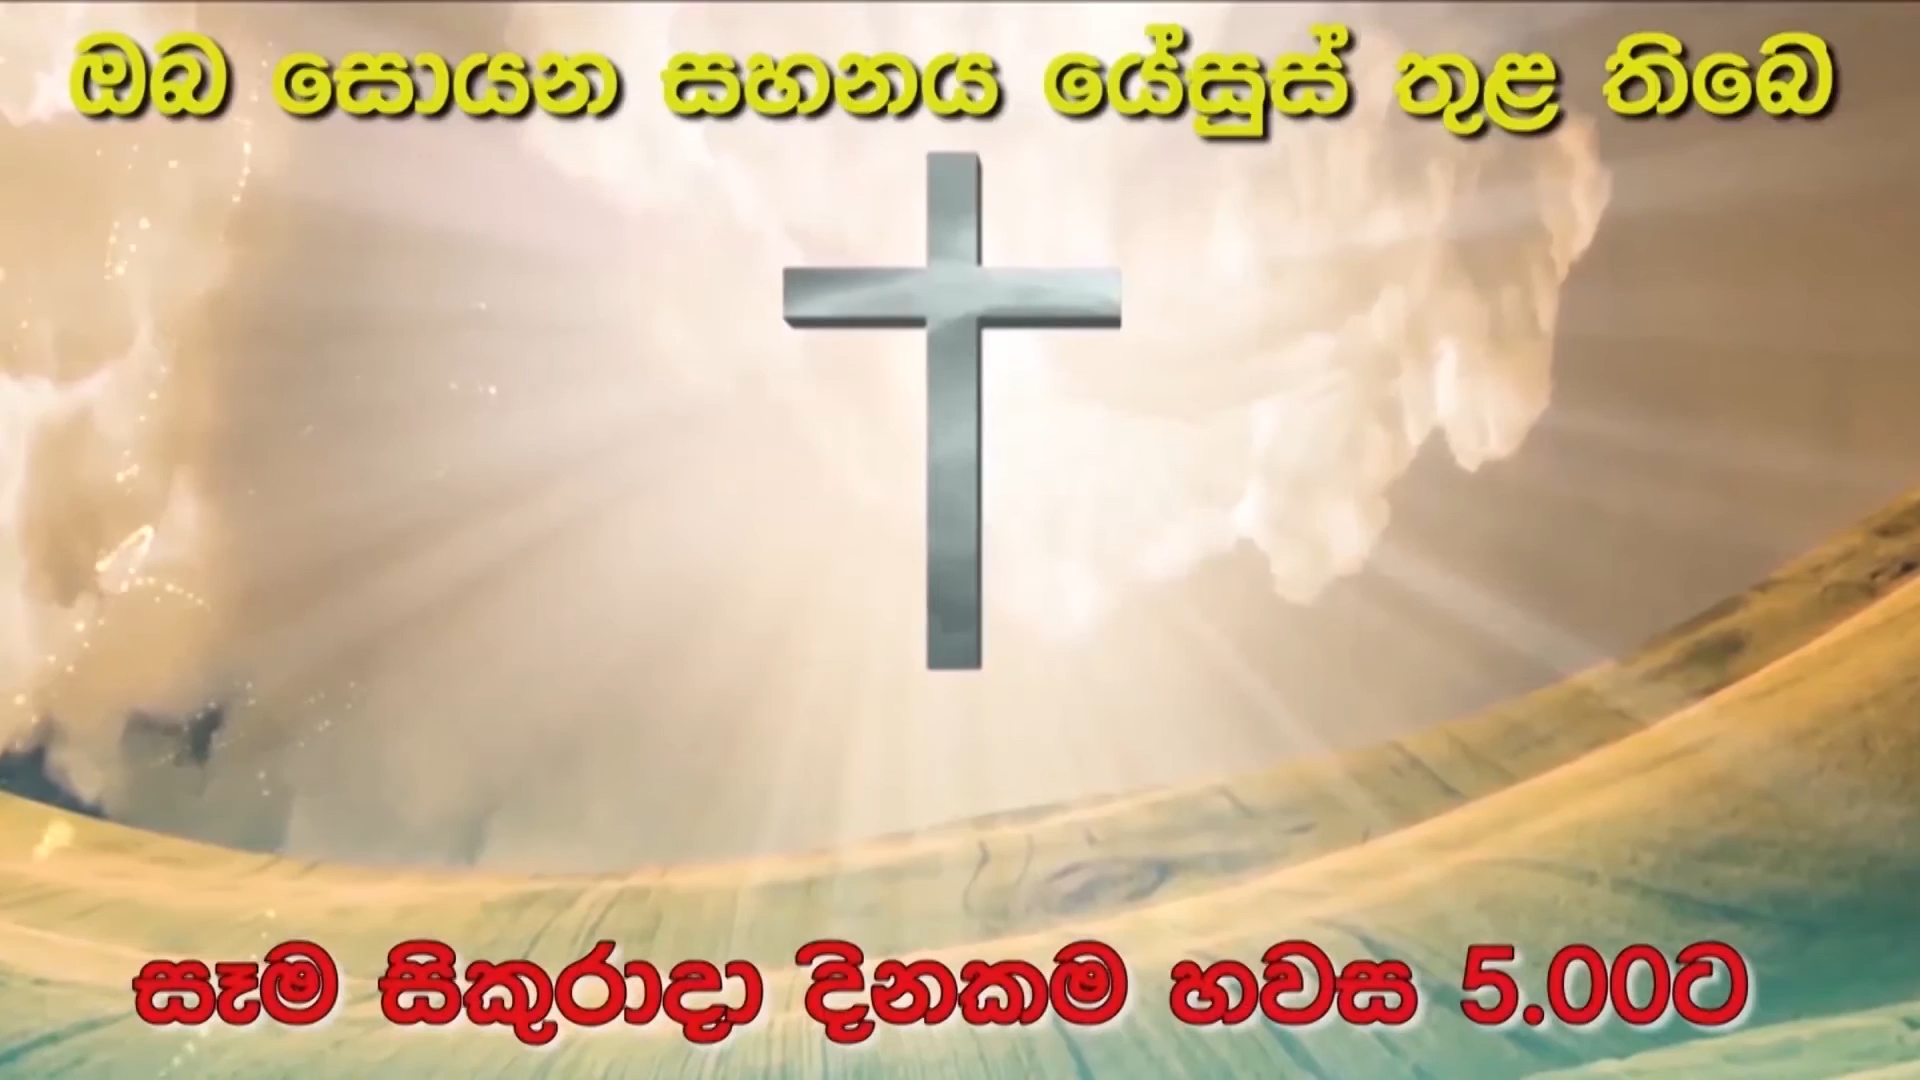 ඔබ සොයන සහනය යේසුස් තුළ තිබේ
සෑම සිකුරාදා දිනකම හවස 5.00ට